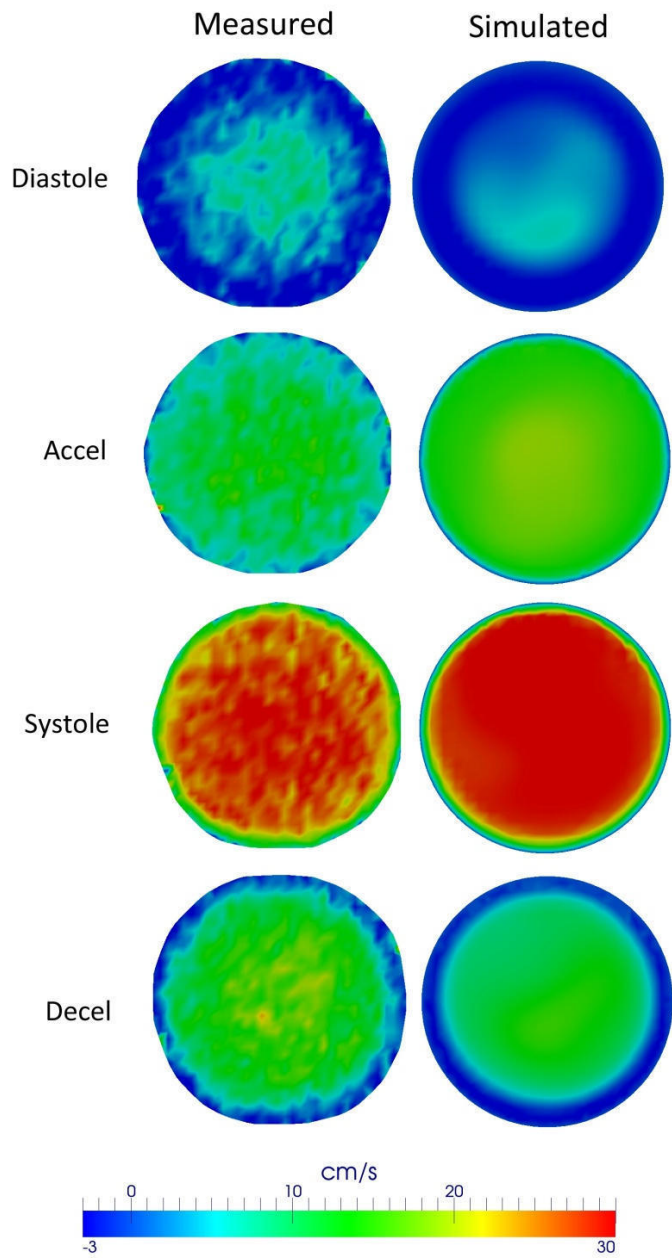 Measured Simulated
Diastole
Accel
Systole
Decel
cm/s
0 10 20
-3 30